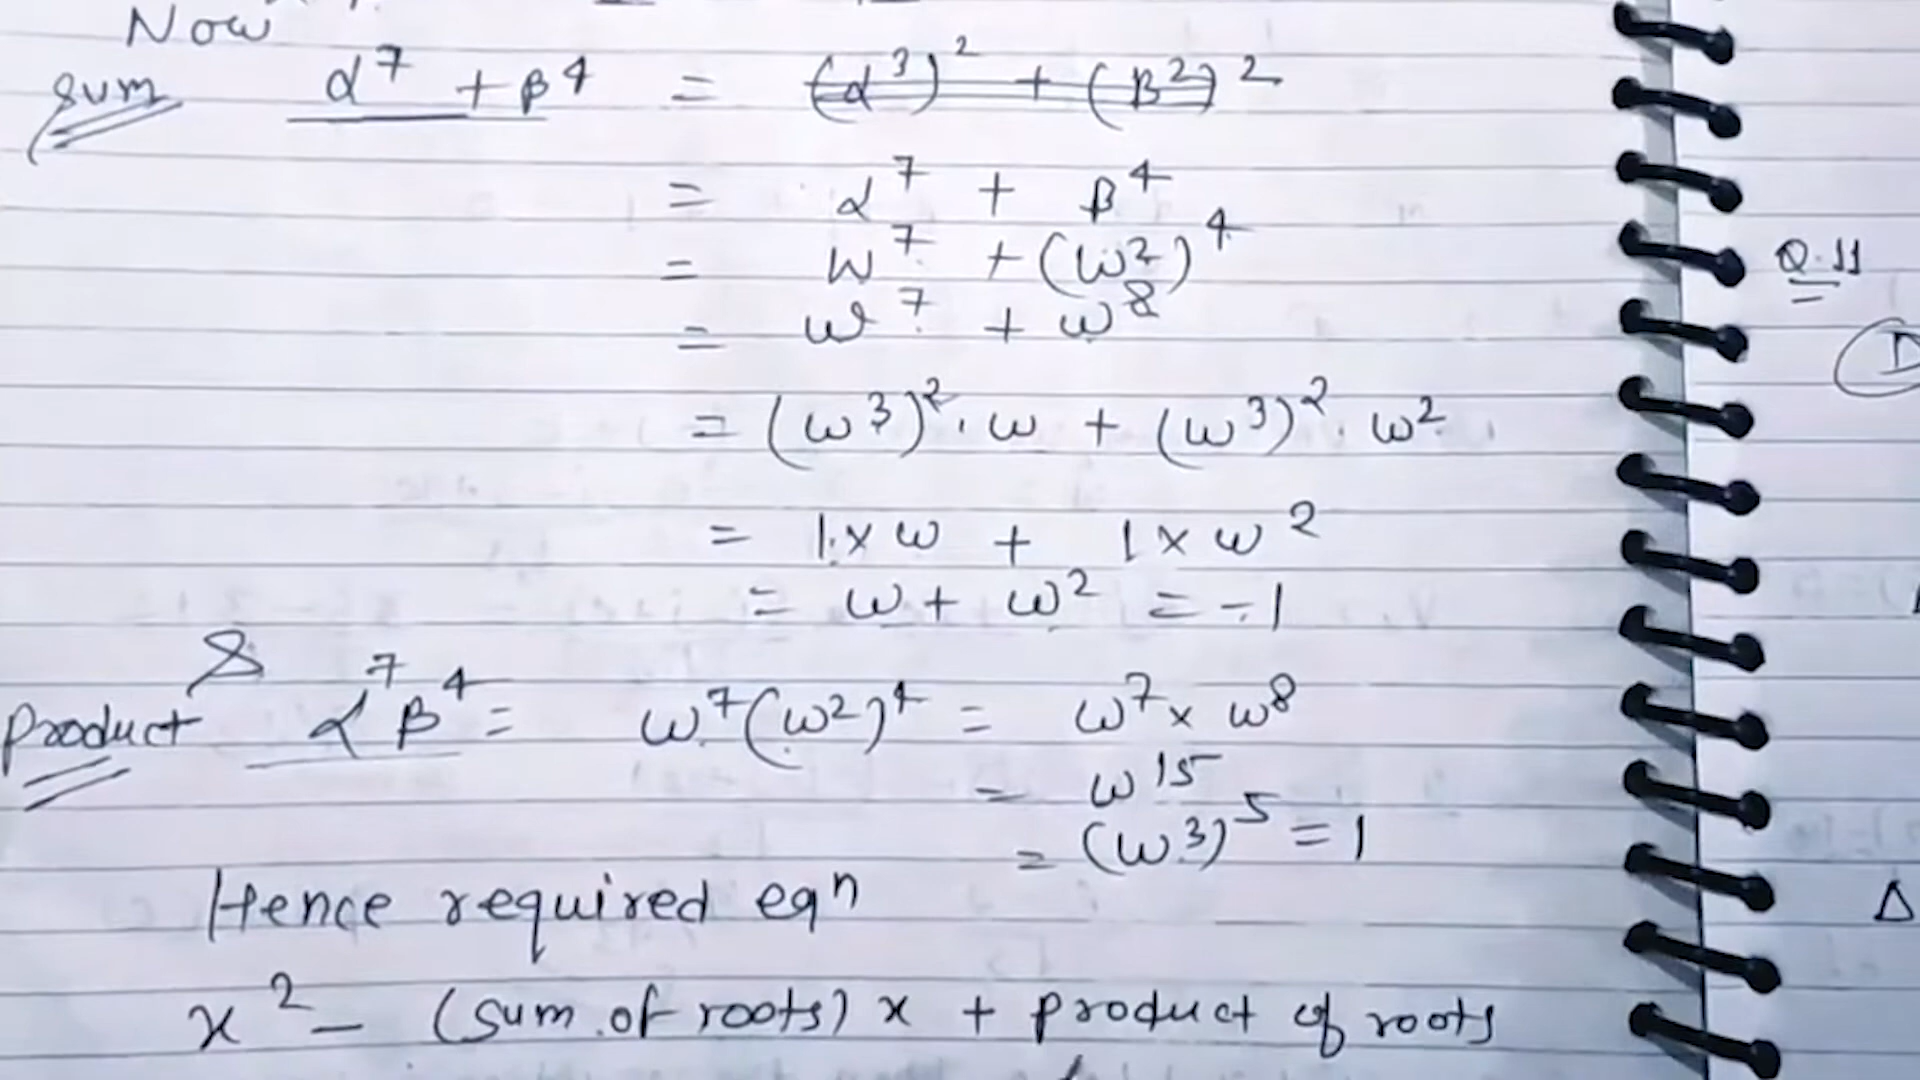 Now
Sum α⁷ + β⁴ = (α³)² + (β²)²
= α⁷ + β⁴
= ω⁷ + (ω²)⁴
= ω⁷ + ω⁸
= (ω³)² · ω + (ω³)² · ω²
= 1 × ω + 1 × ω²
= ω + ω² = -1
&
Product α⁷ β⁴ = ω⁷(ω²)⁴ = ω⁷ × ω⁸
= ω¹⁵
= (ω³)⁵ = 1
Hence required eqⁿ
x² - (sum of roots) x + product of roots
Q.11
D
Δ